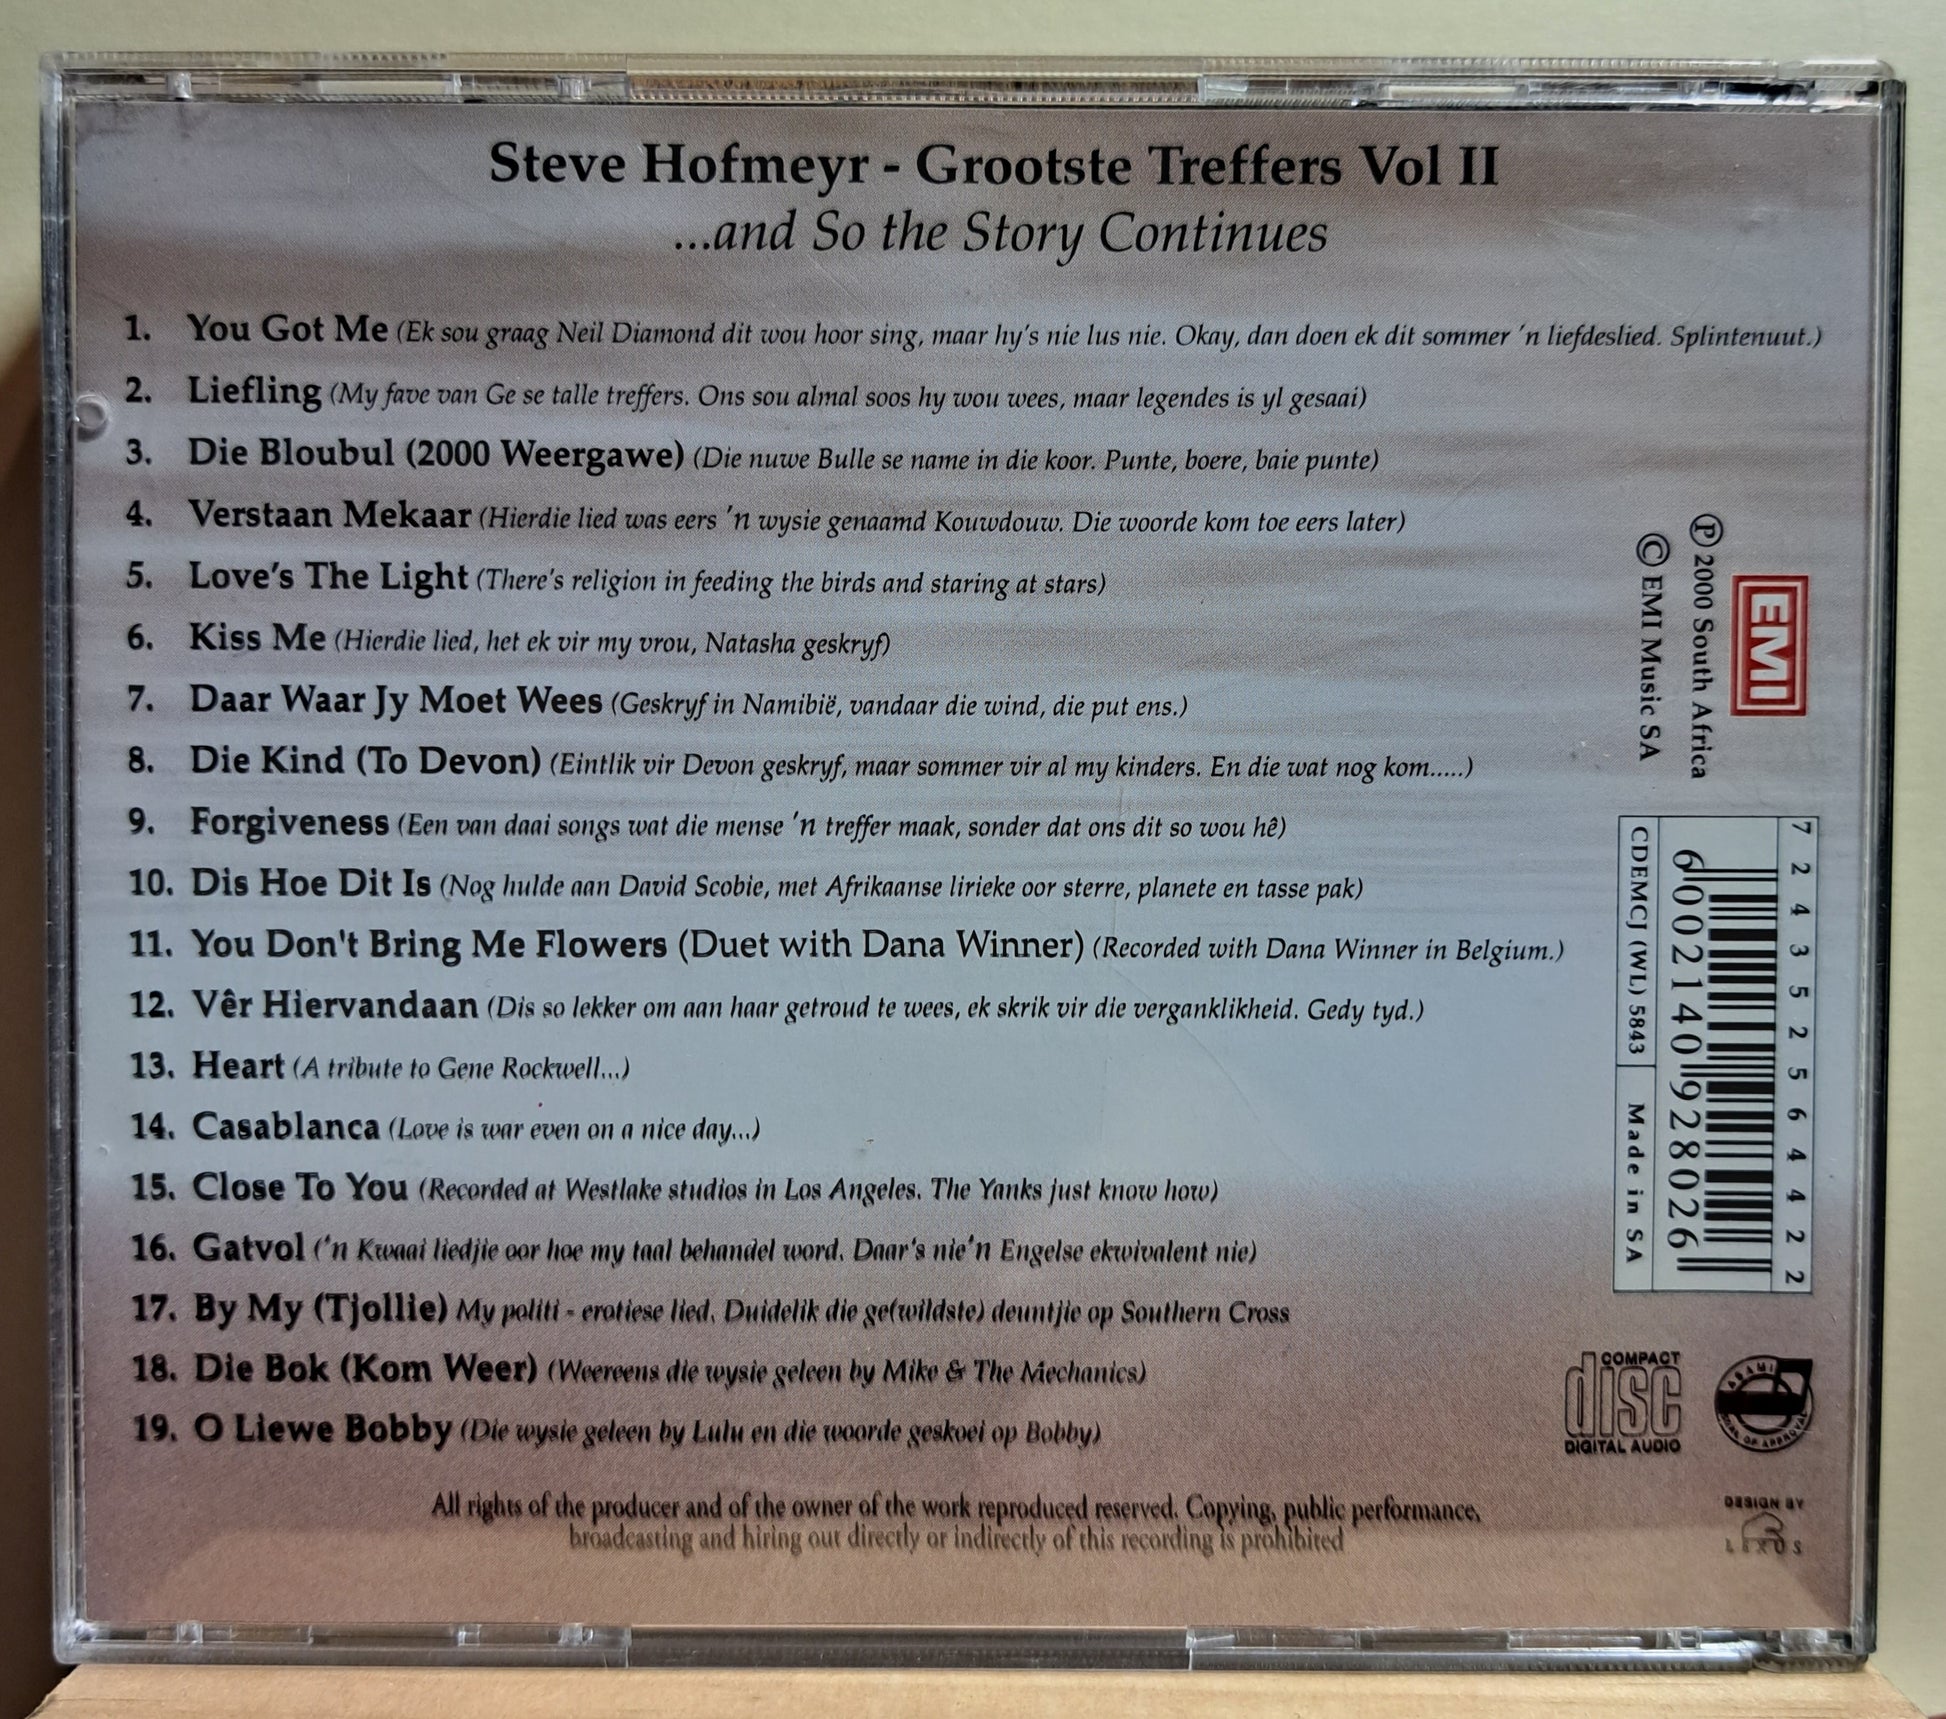 Steve Hofmeyr - Grootste Treffers Vol II
...and So the Story Continues
1. You Got Me (Ek sou graag Neil Diamond dit wou hoor sing, maar hy's nie lus nie. Okay, dan doen ek dit sommer 'n liefdeslied. Splintenuut.)
2. Liefling (My fave van Ge se talle treffers. Ons sou almal soos hy wou wees, maar legendes is yl gesaai)
3. Die Bloubul (2000 Weergawe) (Die nuwe Bulle se name in die koor. Punte, boere, baie punte)
4. Verstaan Mekaar (Hierdie lied was eers 'n wysie genaamd Kouwdouw. Die woorde kom toe eers later)
5. Love's The Light (There's religion in feeding the birds and staring at stars)
6. Kiss Me (Hierdie lied, het ek vir my vrou, Natasha geskryf)
7. Daar Waar Jy Moet Wees (Geskryf in Namibië, vandaar die wind, die put ens.)
8. Die Kind (To Devon) (Eintlik vir Devon geskryf, maar sommer vir al my kinders. En die wat nog kom.....)
9. Forgiveness (Een van daai songs wat die mense 'n treffer maak, sonder dat ons dit so wou hê)
10. Dis Hoe Dit Is (Nog hulde aan David Scobie, met Afrikaanse lirieke oor sterre, planete en tasse pak)
11. You Don't Bring Me Flowers (Duet with Dana Winner) (Recorded with Dana Winner in Belgium.)
12. Vêr Hiervandaan (Dis so lekker om aan haar getroud te wees, ek skrik vir die verganklikheid. Gedy tyd.)
13. Heart (A tribute to Gene Rockwell...)
14. Casablanca (Love is war even on a nice day...)
15. Close To You (Recorded at Westlake studios in Los Angeles. The Yanks just know how)
16. Gatvol ('n Kwaai liedjie oor hoe my taal behandel word. Daar's nie'n Engelse ekwivalent nie)
17. By My (Tjollie) My politi - erotiese lied. Duidelik die ge(wildste) deuntjie op Southern Cross
18. Die Bok (Kom Weer) (Weereens die wysie geleen by Mike & The Mechanics)
19. O Liewe Bobby (Die wysie geleen by Lulu en die woorde geskoei op Bobby)
All rights of the producer and of the owner of the work reproduced reserved. Copying, public performance,
broadcasting and hiring out directly or indirectly of this recording is prohibited
EMI
Ⓟ 2000 South Africa
© EMI Music SA
7 24352 56442 2
6002140928026
CDEMCJ (WL) 5843
Made in SA
COMPACT
disc
DIGITAL AUDIO
SEAL OF APPROVAL
DESIGN BY